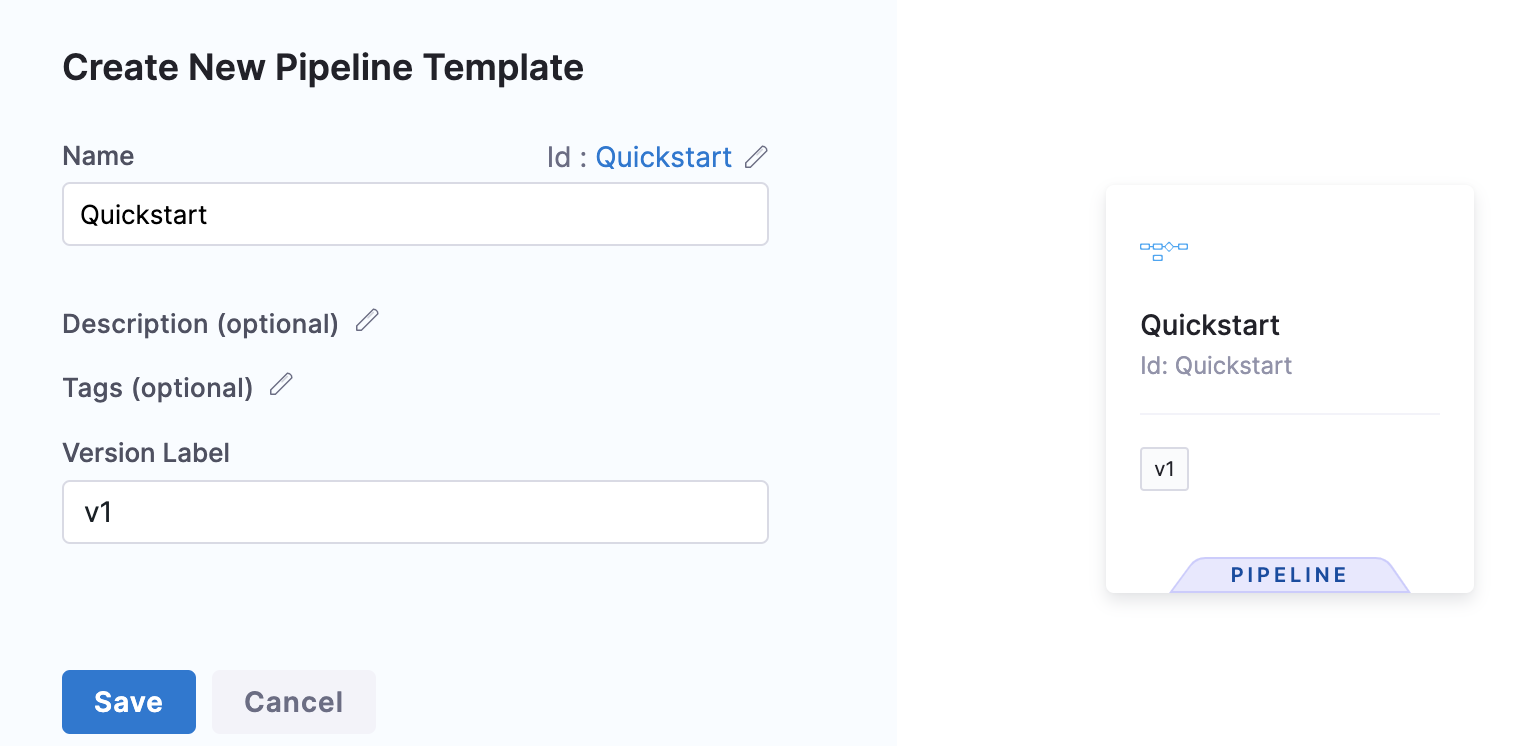 Create New Pipeline Template
Name
Id : Quickstart
Quickstart
Description (optional)
Tags (optional)
Version Label
v1
Save
Cancel
Quickstart
Id: Quickstart
v1
PIPELINE